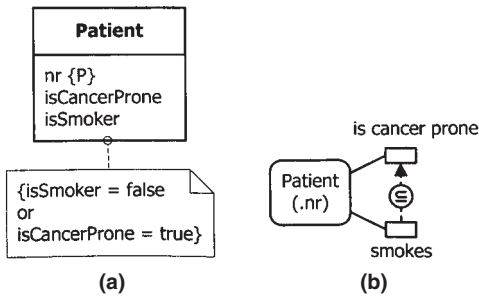 Patient
nr {P}
isCancerProne
isSmoker
{isSmoker = false
or
isCancerProne = true}
(a)
is cancer prone
Patient
(.nr)
⊆
smokes
(b)